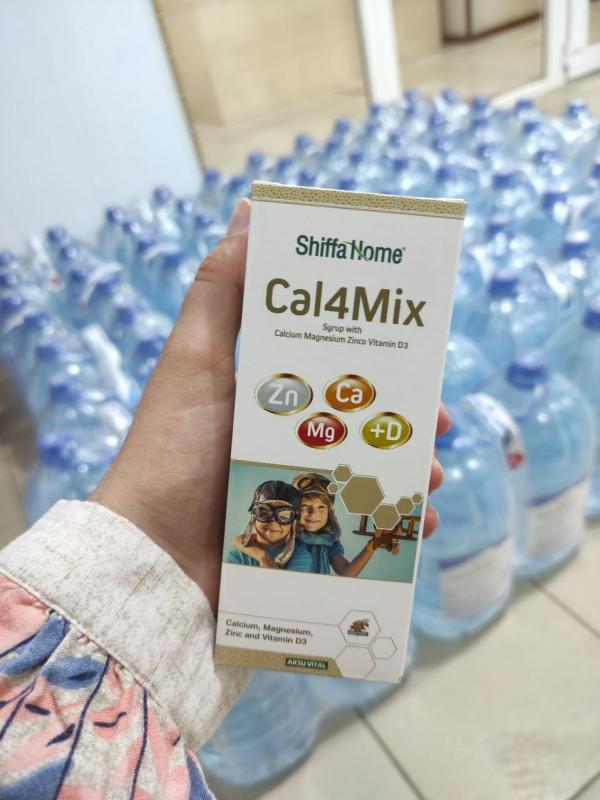 Shiffa Home®
Cal4Mix
Syrup with
Calcium Magnesium Zinco Vitamin D3
Zn
Ca
Mg
+D
Calcium, Magnesium,
Zinc and Vitamin D3
AKSU VITAL